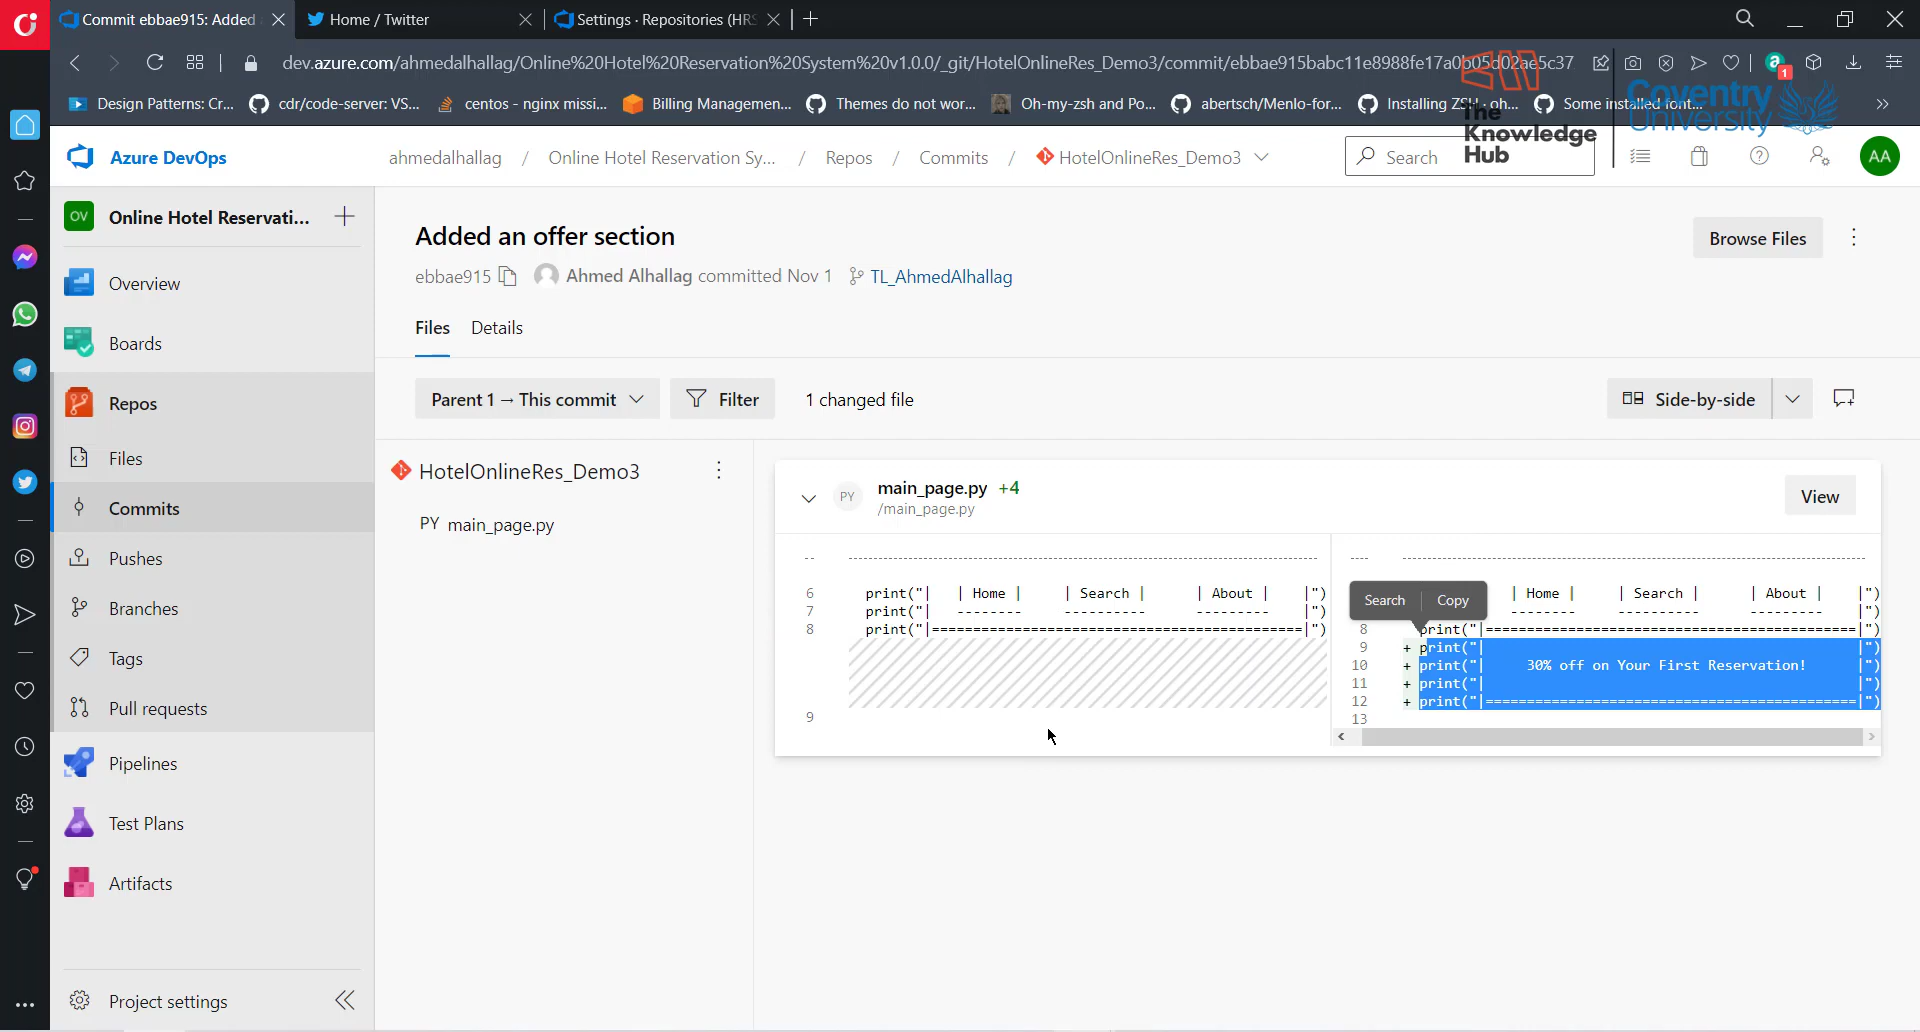 Commit ebbae915: Added
Home / Twitter
Settings · Repositories (HRS
dev.azure.com/ahmedalhallag/Online%20Hotel%20Reservation%20System%20v1.0.0/_git/HotelOnlineRes_Demo3/commit/ebbae915babc11e8988fe17a0b05d02ae5c37
1
Design Patterns: Cr...
cdr/code-server: VS...
centos - nginx missi...
Billing Managemen...
Themes do not wor...
Oh-my-zsh and Po...
abertsch/Menlo-for...
Installing ZSH · oh...
Some installed font...
The
Knowledge
Hub
Coventry
University
Azure DevOps
ahmedalhallag / Online Hotel Reservation Sy... / Repos / Commits / HotelOnlineRes_Demo3
Search
AA
OV
Online Hotel Reservati...
Overview
Boards
Repos
Files
Commits
Pushes
Branches
Tags
Pull requests
Pipelines
Test Plans
Artifacts
Project settings
Added an offer section
Browse Files
ebbae915 Ahmed Alhallag committed Nov 1 TL_AhmedAlhallag
Files Details
Parent 1 → This commit
Filter
1 changed file
Side-by-side
HotelOnlineRes_Demo3
PY main_page.py
PY main_page.py +4
/main_page.py
View
6 print("| | Home | | Search | | About | |")
7 print("| -------- ---------- --------- |")
8 print("|=============================================|")
9
Search Copy
| Home | | Search | | About | |")
-------- ---------- --------- |")
8 print("|=============================================|")
9 + print("| |")
10 + print("| 30% off on Your First Reservation! |")
11 + print("| |")
12 + print("|=============================================|")
13